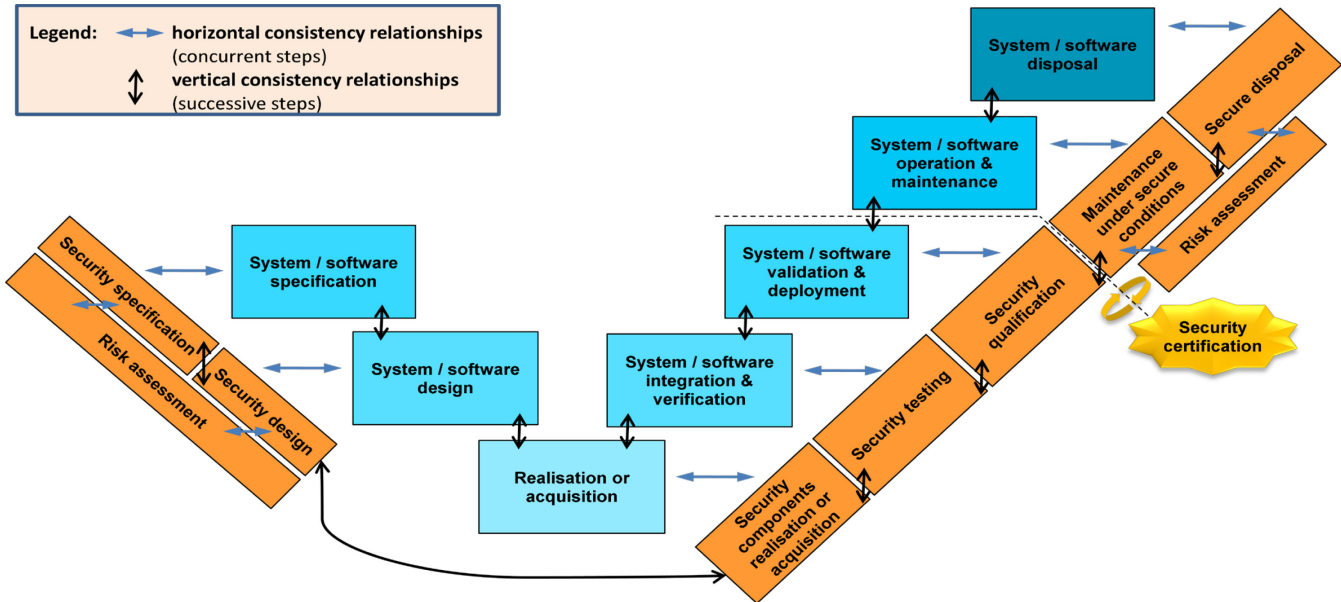 Legend:
horizontal consistency relationships
(concurrent steps)
vertical consistency relationships
(successive steps)
System / software
disposal
Secure disposal
System / software
operation &
maintenance
Maintenance
under secure
conditions
Risk assessment
Security specification
System / software
specification
System / software
validation &
deployment
Security
qualification
Security
certification
Risk assessment
Security design
System / software
design
System / software
integration &
verification
Security testing
Realisation or
acquisition
Security
components
realisation or
acquisition